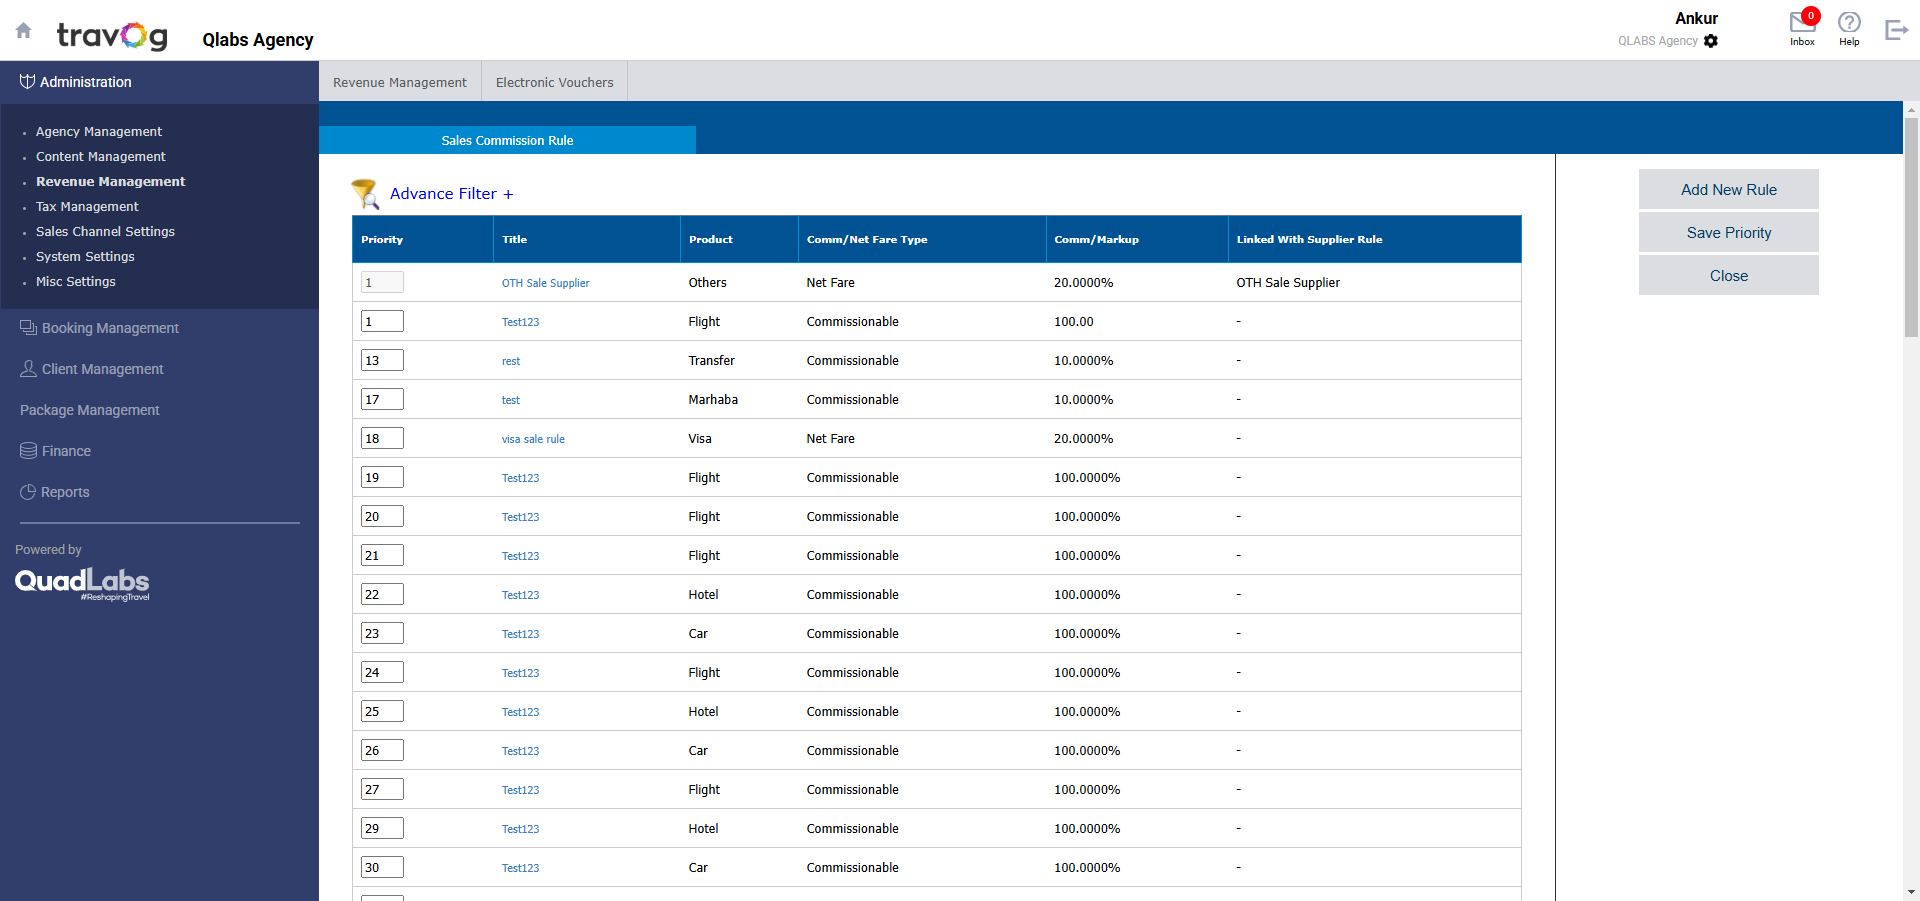 travog
Qlabs Agency
Ankur
QLABS Agency
0
Inbox
Help
Administration
Agency Management
Content Management
Revenue Management
Tax Management
Sales Channel Settings
System Settings
Misc Settings
Booking Management
Client Management
Package Management
Finance
Reports
Powered by
QuadLabs
#ReshapingTravel
Revenue Management Electronic Vouchers
Sales Commission Rule
Advance Filter +
Priority Title Product Comm/Net Fare Type Comm/Markup Linked With Supplier Rule
1 OTH Sale Supplier Others Net Fare 20.0000% OTH Sale Supplier
1 Test123 Flight Commissionable 100.00 -
13 rest Transfer Commissionable 10.0000% -
17 test Marhaba Commissionable 10.0000% -
18 visa sale rule Visa Net Fare 20.0000% -
19 Test123 Flight Commissionable 100.0000% -
20 Test123 Flight Commissionable 100.0000% -
21 Test123 Flight Commissionable 100.0000% -
22 Test123 Hotel Commissionable 100.0000% -
23 Test123 Car Commissionable 100.0000% -
24 Test123 Flight Commissionable 100.0000% -
25 Test123 Hotel Commissionable 100.0000% -
26 Test123 Car Commissionable 100.0000% -
27 Test123 Flight Commissionable 100.0000% -
29 Test123 Hotel Commissionable 100.0000% -
30 Test123 Car Commissionable 100.0000% -
Add New Rule
Save Priority
Close